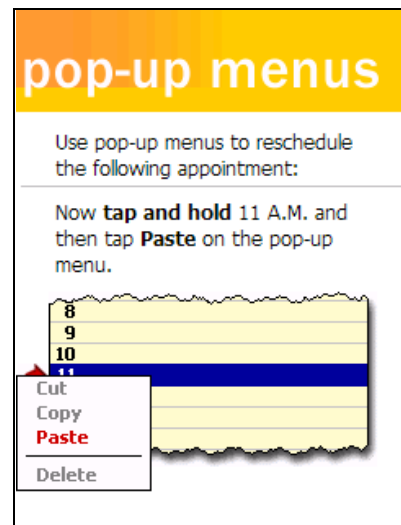 pop-up menus
Use pop-up menus to reschedule
the following appointment:
Now tap and hold 11 A.M. and
then tap Paste on the pop-up
menu.
8
9
10
11
Cut
Copy
Paste
Delete